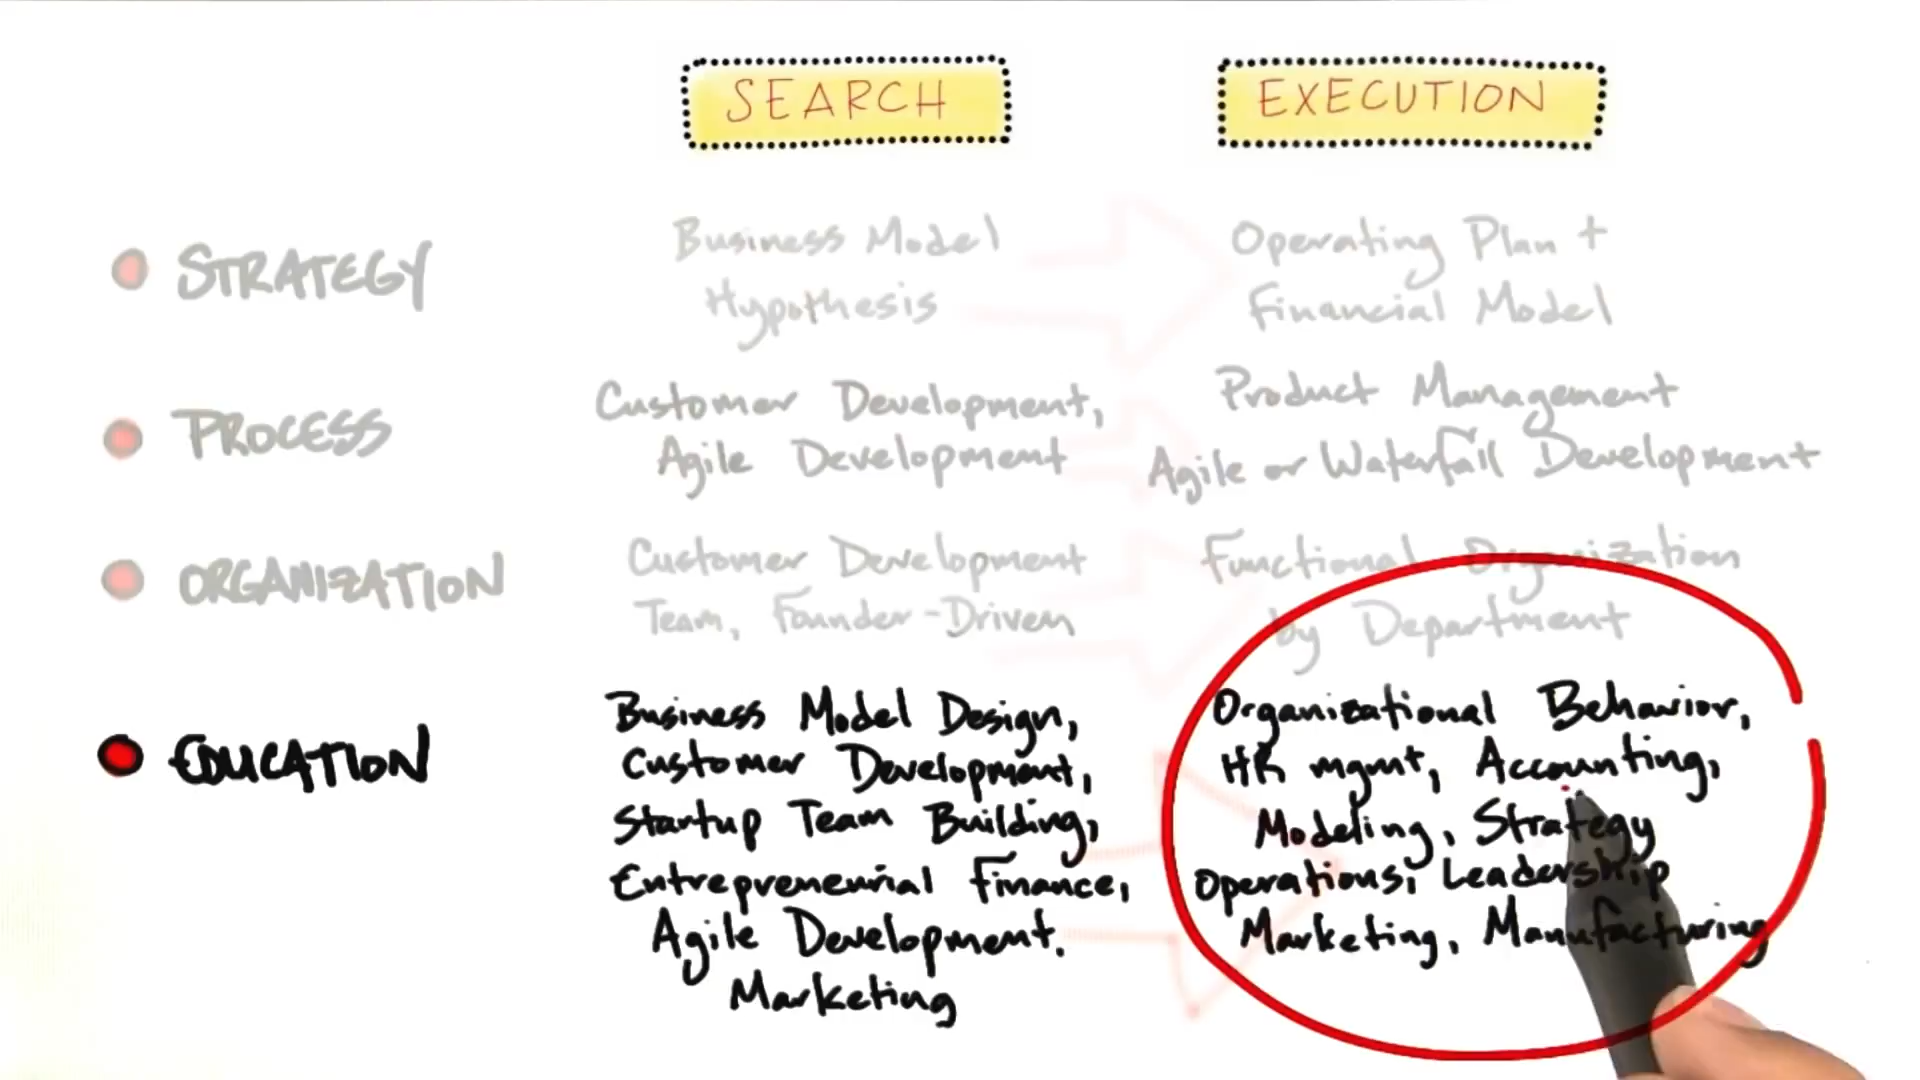 SEARCH
EXECUTION
STRATEGY
Business Model
Hypothesis
Operating Plan +
Financial Model
PROCESS
Customer Development,
Agile Development
Product Management
Agile or Waterfall Development
ORGANIZATION
Customer Development
Team, Founder-Driven
Functional Organization
by Department
EDUCATION
Business Model Design,
Customer Development,
Startup Team Building,
Entrepreneurial Finance,
Agile Development.
Marketing
Organizational Behavior,
HR mgmt, Accounting,
Modeling, Strategy
Operations, Leadership
Marketing, Manufacturing